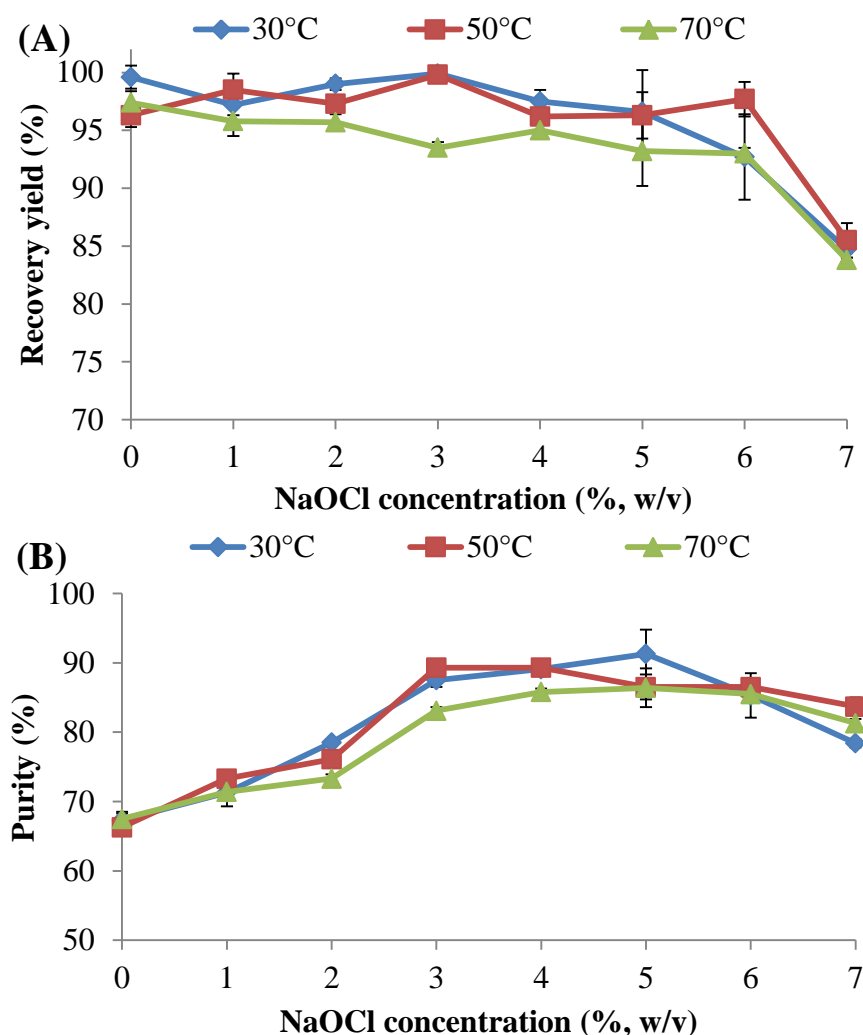 (A)
30°C 50°C 70°C
100
95
90
85
80
75
70
Recovery yield (%)
0 1 2 3 4 5 6 7
NaOCl concentration (%, w/v)
(B)
30°C 50°C 70°C
100
90
80
70
60
50
Purity (%)
0 1 2 3 4 5 6 7
NaOCl concentration (%, w/v)